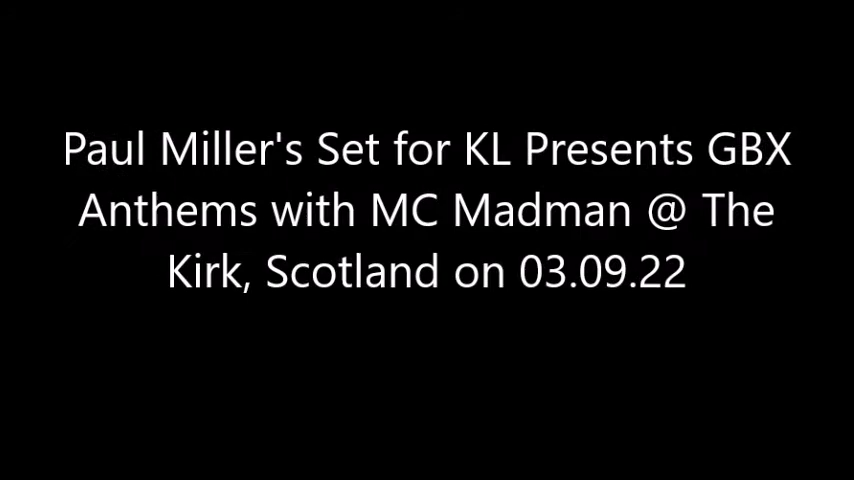 Paul Miller's Set for KL Presents GBX
Anthems with MC Madman @ The
Kirk, Scotland on 03.09.22